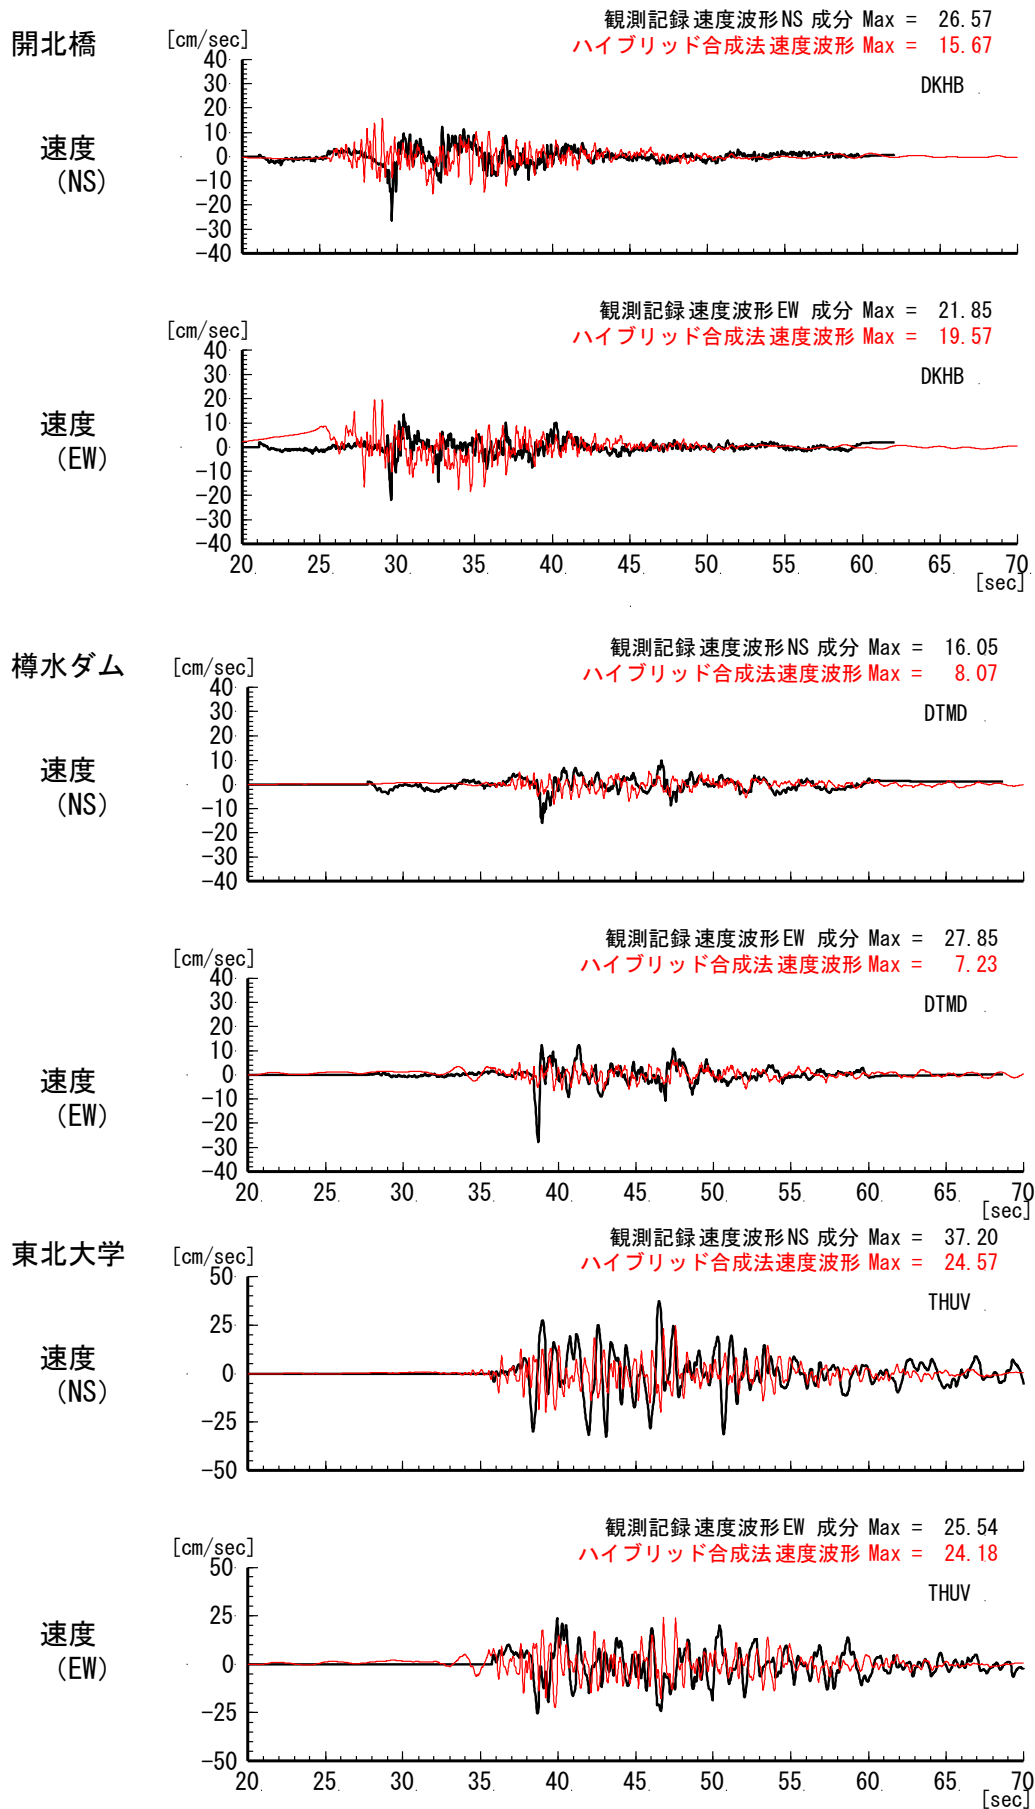 観測記録速度波形NS 成分 Max = 26.57
開北橋 [cm/sec] ハイブリッド合成法速度波形 Max = 15.67
40
DKHB
30
20
10
速度 0
(NS) -10
-20
-30
-40
観測記録速度波形EW 成分 Max = 21.85
[cm/sec] ハイブリッド合成法速度波形 Max = 19.57
40
DKHB
30
20
10
速度 0
(EW) -10
-20
-30
-40
20. 25. 30. 35. 40. 45. 50. 55. 60. 65. 70.
[sec]
観測記録速度波形NS 成分 Max = 16.05
樽水ダム [cm/sec] ハイブリッド合成法速度波形 Max = 8.07
40
DTMD
30
20
10
速度 0
(NS) -10
-20
-30
-40
観測記録速度波形EW 成分 Max = 27.85
[cm/sec] ハイブリッド合成法速度波形 Max = 7.23
40
DTMD
30
20
10
速度 0
(EW) -10
-20
-30
-40
20. 25. 30. 35. 40. 45. 50. 55. 60. 65. 70
[sec]
観測記録速度波形NS 成分 Max = 37.20
東北大学 [cm/sec] ハイブリッド合成法速度波形 Max = 24.57
50
THUV
25
速度 0
(NS)
-25
-50
観測記録速度波形EW 成分 Max = 25.54
[cm/sec] ハイブリッド合成法速度波形 Max = 24.18
50
THUV
25
速度 0
(EW)
-25
-50
20. 25. 30. 35. 40. 45. 50. 55. 60. 65. 70
[sec]